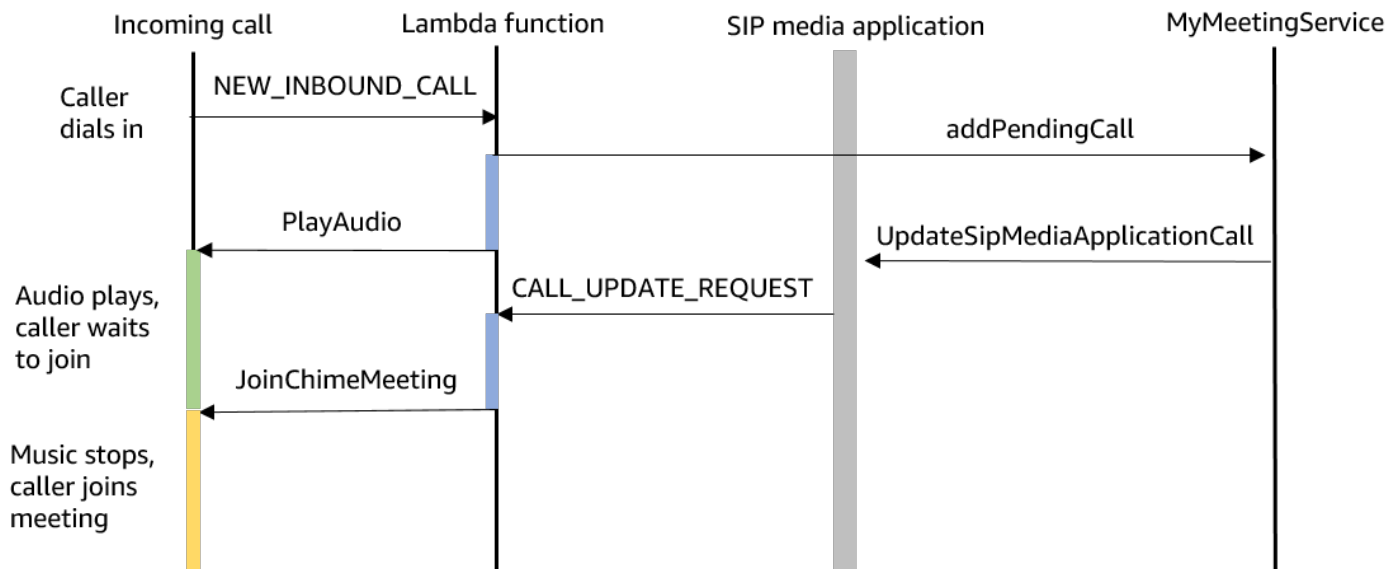 Incoming call
Lambda function
SIP media application
MyMeetingService
Caller
dials in
NEW_INBOUND_CALL
addPendingCall
PlayAudio
UpdateSipMediaApplicationCall
Audio plays,
caller waits
to join
CALL_UPDATE_REQUEST
JoinChimeMeeting
Music stops,
caller joins
meeting